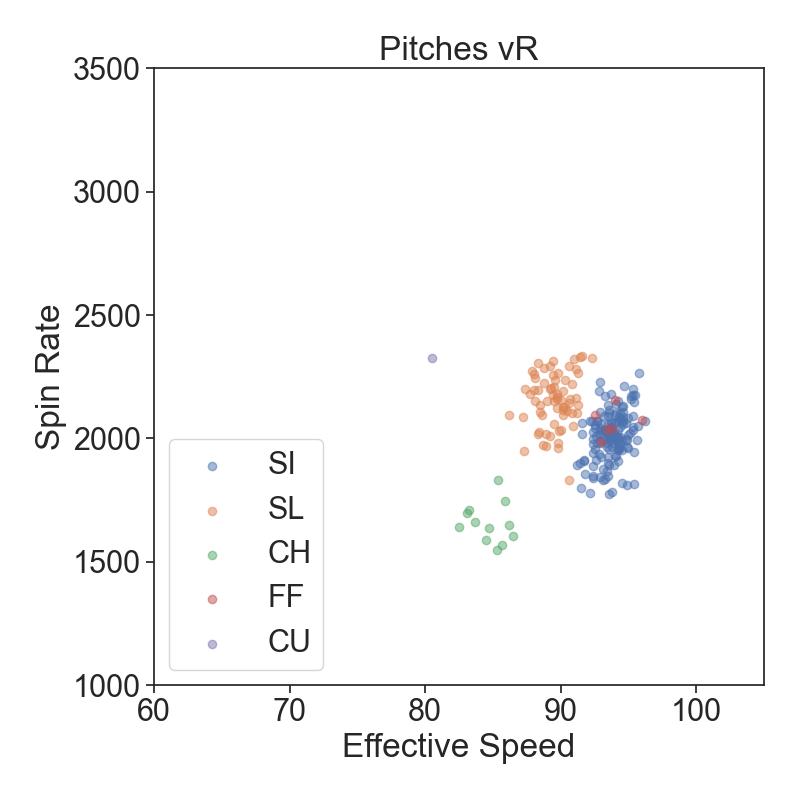 Pitches vR
3500
3000
2500
2000
1500
1000
Spin Rate
SI
SL
CH
FF
CU
60 70 80 90 100
Effective Speed